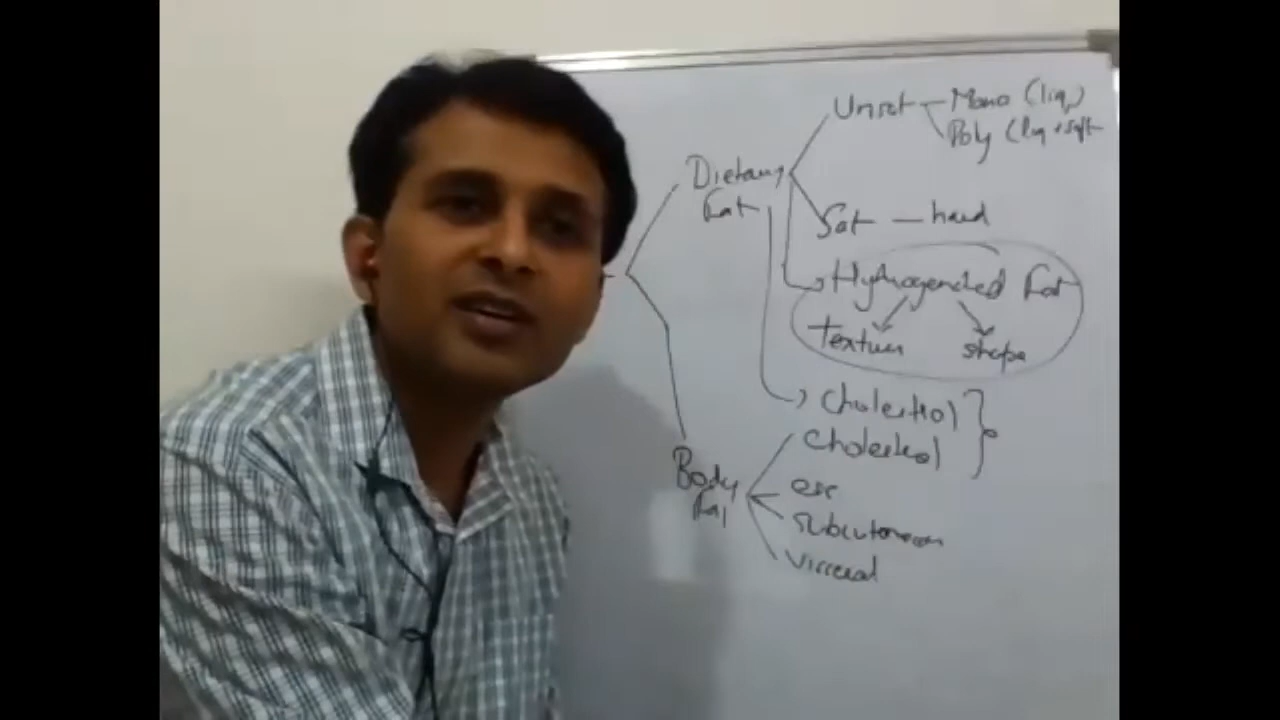 Unsat — Mono (liq)
Poly (liq + soft
Dietary
Fat
Sat — hard
Hydrogenated Fat
Texture
shape
Cholestrol
Cholestrol
Body
Fat
ess
subcutaneous
visceral